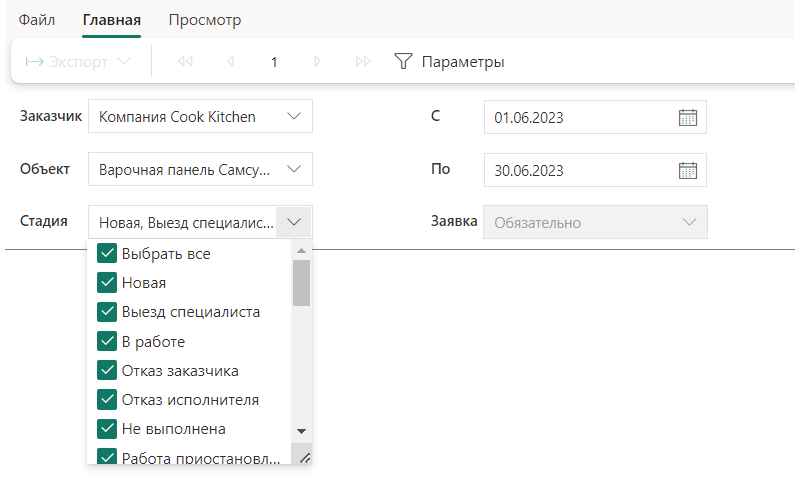 Файл Главная Просмотр
Экспорт 1 Параметры
Заказчик Компания Cook Kitchen С 01.06.2023
Объект Варочная панель Самсу... По 30.06.2023
Стадия Новая, Выезд специалис... Заявка Обязательно
Выбрать все
Новая
Выезд специалиста
В работе
Отказ заказчика
Отказ исполнителя
Не выполнена
Работа приостановл...